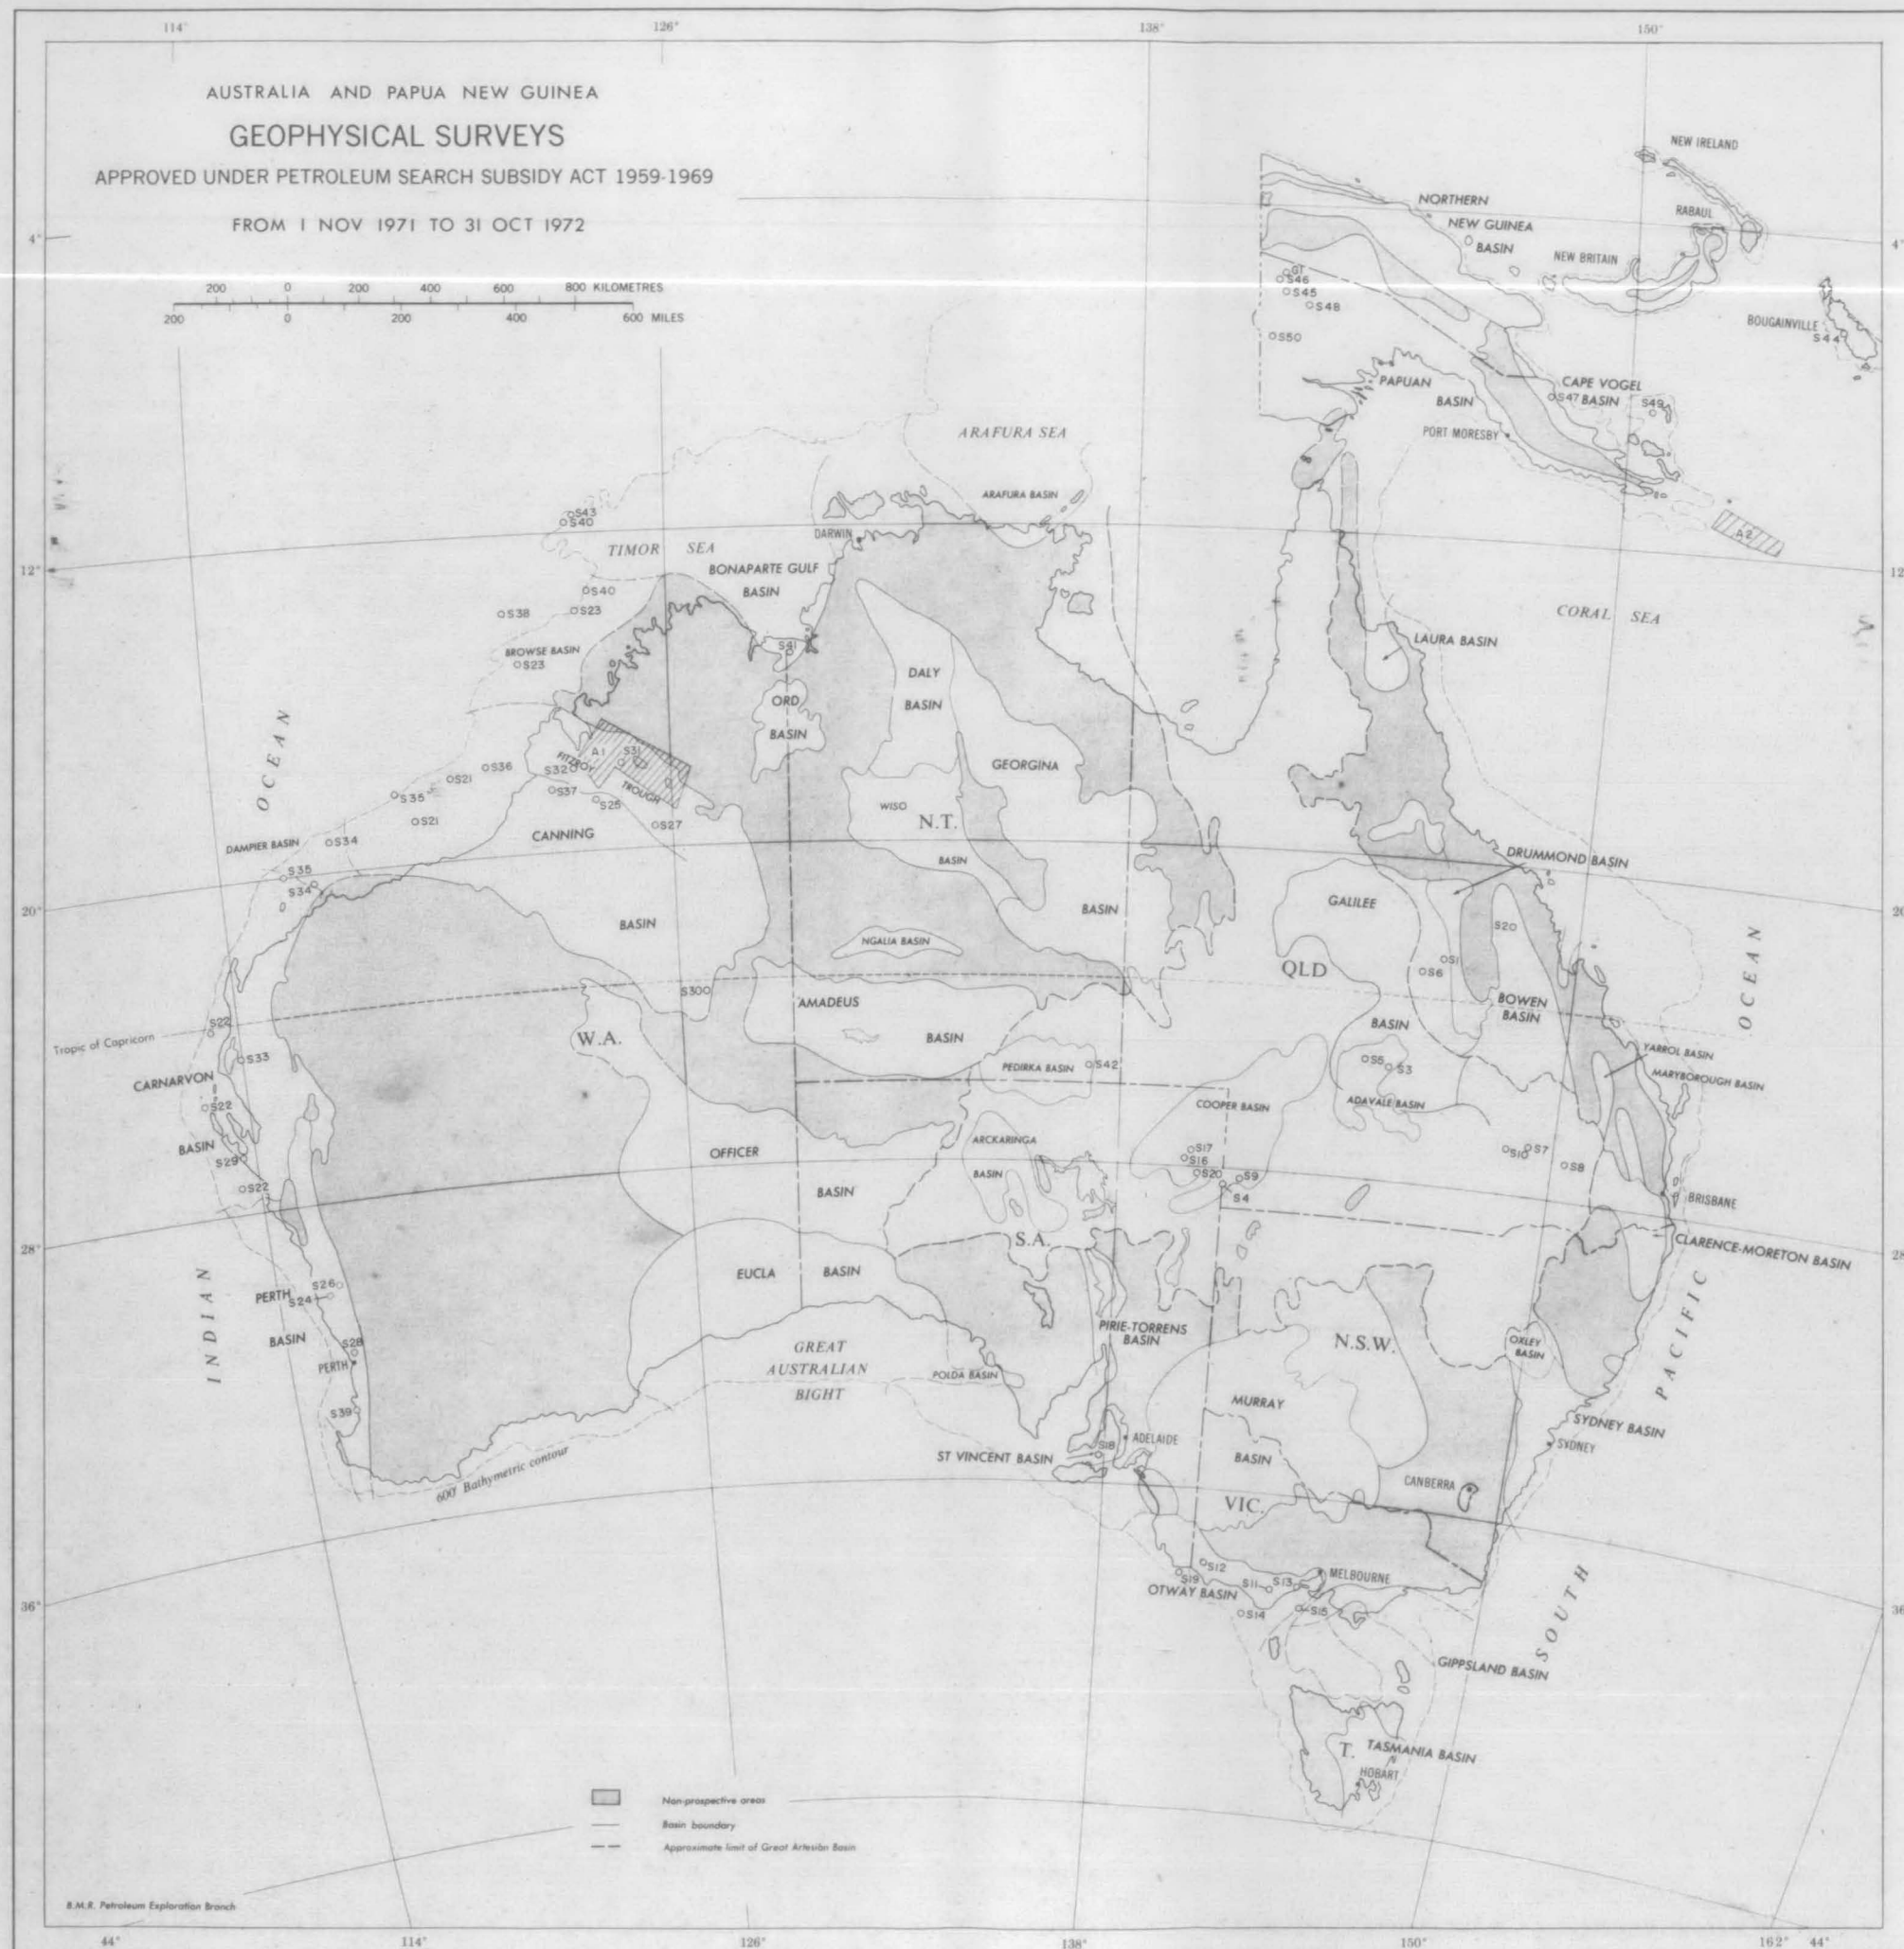 114° 126° 138° 150°
AUSTRALIA AND PAPUA NEW GUINEA
GEOPHYSICAL SURVEYS
APPROVED UNDER PETROLEUM SEARCH SUBSIDY ACT 1959-1969
FROM 1 NOV 1971 TO 31 OCT 1972
200 0 200 400 600 800 KILOMETRES
200 0 200 400 600 MILES
NEW IRELAND
NORTHERN
NEW GUINEA
BASIN
RABAUL
NEW BRITAIN
4°
4°
GT
S46
S45
S48
S50
BOUGAINVILLE
S44
PAPUAN
BASIN
CAPE VOGEL
BASIN
S47
S49
PORT MORESBY
A2
ARAFURA SEA
ARAFURA BASIN
S43
S40
DARWIN
TIMOR SEA
BONAPARTE GULF
BASIN
12°
12
S40
S38
S23
CORAL SEA
BROWSE BASIN
S23
S41
LAURA BASIN
DALY
BASIN
ORD
BASIN
OCEAN
A1
S31
FITZROY
TROUGH
S32
S36
S21
S37
S25
S35
S21
S27
GEORGINA
WISO
N.T.
BASIN
CANNING
DAMPIER BASIN
S34
S35
S34
DRUMMOND BASIN
20°
20
BASIN
BASIN
GALILEE
S20
NGALIA BASIN
QLD
S1
S6
OCEAN
S300
AMADEUS
BASIN
BOWEN
BASIN
BASIN
S22
Tropic of Capricorn
W.A.
S33
YARROL BASIN
MARYBOROUGH BASIN
CARNARVON
PEDIRKA BASIN
S42
S5
S3
COOPER BASIN
ADAVALE BASIN
S22
BASIN
S29
OFFICER
BASIN
ARCKARINGA
BASIN
S17
S16
S20
S9
S4
S10
S7
S8
S22
BRISBANE
28°
28
S.A.
CLARENCE-MORETON BASIN
EUCLA BASIN
INDIAN
S26
PERTH
S24
BASIN
S28
PERTH
PIRIE-TORRENS
BASIN
N.S.W.
OXLEY
BASIN
PACIFIC
GREAT
AUSTRALIAN
BIGHT
POLDA BASIN
S39
MURRAY
BASIN
SYDNEY BASIN
SYDNEY
ADELAIDE
S18
ST VINCENT BASIN
600' Bathymetric contour
CANBERRA
VIC.
S12
S19
S11
S13
MELBOURNE
OTWAY BASIN
S14
S15
36°
36
SOUTH
GIPPSLAND BASIN
T.
TASMANIA BASIN
HOBART
Non-prospective areas
Basin boundary
Approximate limit of Great Artesian Basin
B.M.R. Petroleum Exploration Branch
44° 114° 126° 138° 150° 162° 44°